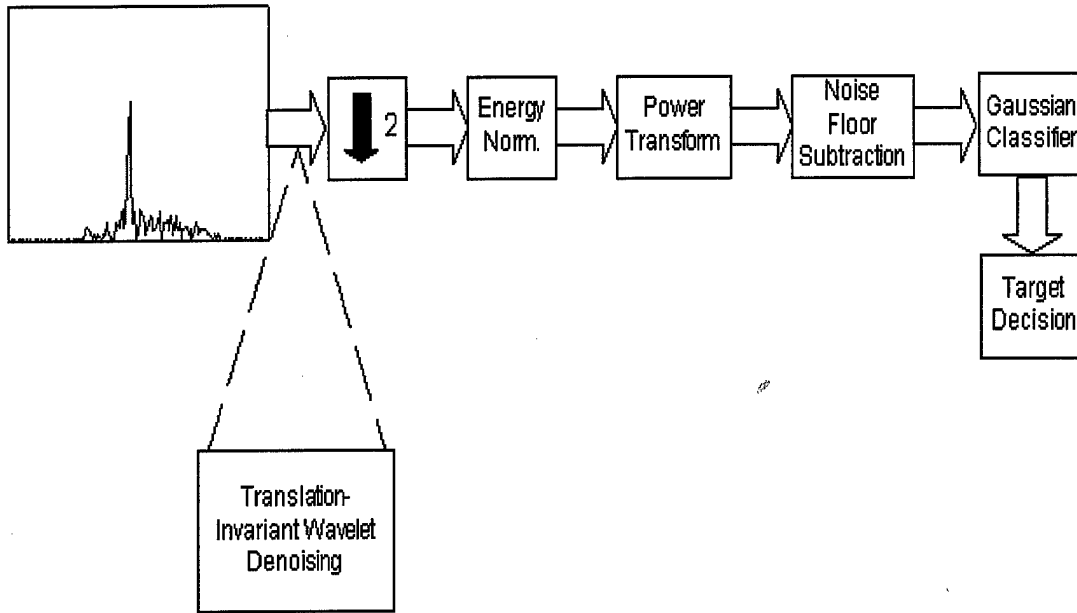 2
Energy
Norm.
Power
Transform
Noise
Floor
Subtraction
Gaussian
Classifier
Target
Decision
Translation-
Invariant Wavelet
Denoising